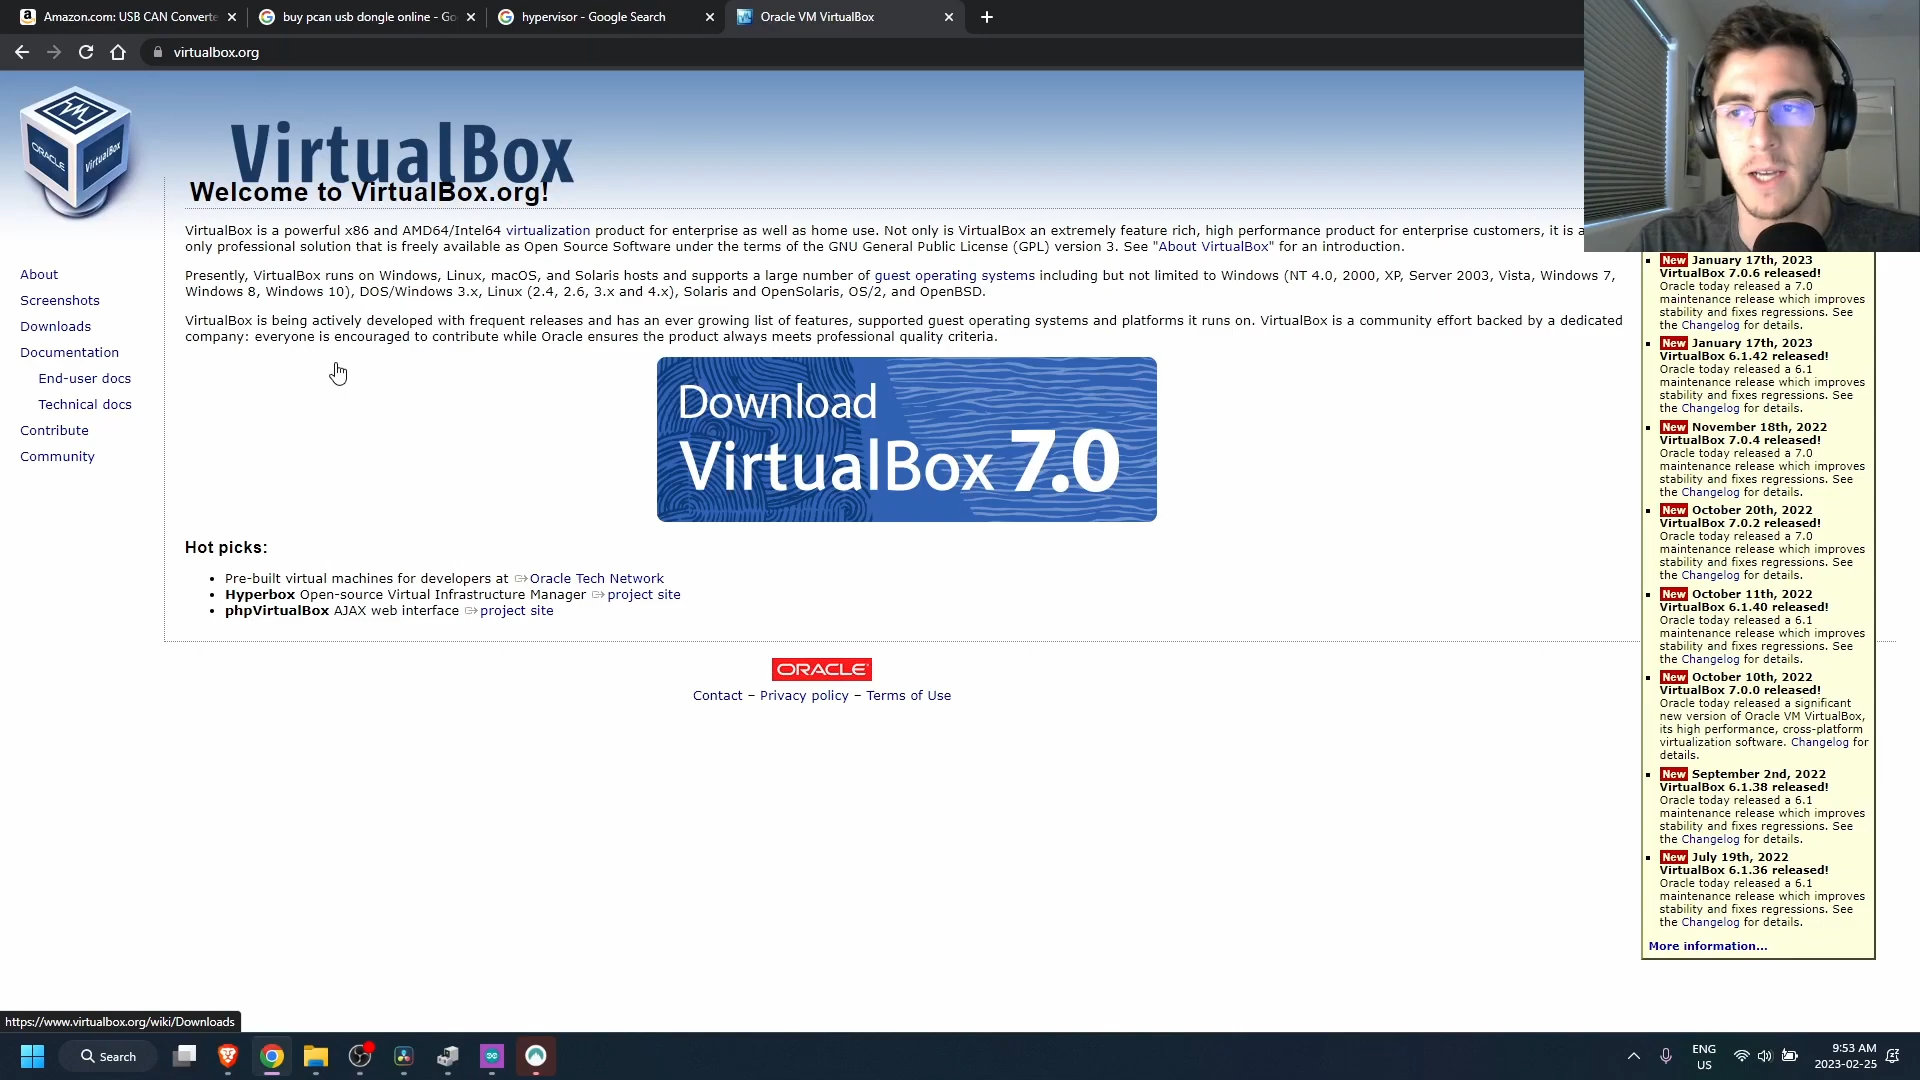 Amazon.com: USB CAN Converte
buy pcan usb dongle online - Go
hypervisor - Google Search
Oracle VM VirtualBox
virtualbox.org
ORACLE
VirtualBox
VirtualBox
Welcome to VirtualBox.org!
VirtualBox is a powerful x86 and AMD64/Intel64 virtualization product for enterprise as well as home use. Not only is VirtualBox an extremely feature rich, high performance product for enterprise customers, it is a
only professional solution that is freely available as Open Source Software under the terms of the GNU General Public License (GPL) version 3. See "About VirtualBox" for an introduction.
Presently, VirtualBox runs on Windows, Linux, macOS, and Solaris hosts and supports a large number of guest operating systems including but not limited to Windows (NT 4.0, 2000, XP, Server 2003, Vista, Windows 7,
Windows 8, Windows 10), DOS/Windows 3.x, Linux (2.4, 2.6, 3.x and 4.x), Solaris and OpenSolaris, OS/2, and OpenBSD.
VirtualBox is being actively developed with frequent releases and has an ever growing list of features, supported guest operating systems and platforms it runs on. VirtualBox is a community effort backed by a dedicated
company: everyone is encouraged to contribute while Oracle ensures the product always meets professional quality criteria.
About
Screenshots
Downloads
Documentation
End-user docs
Technical docs
Contribute
Community
Download
VirtualBox 7.0
Hot picks:
Pre-built virtual machines for developers at Oracle Tech Network
Hyperbox Open-source Virtual Infrastructure Manager project site
phpVirtualBox AJAX web interface project site
ORACLE
Contact – Privacy policy – Terms of Use
New January 17th, 2023
VirtualBox 7.0.6 released!
Oracle today released a 7.0
maintenance release which improves
stability and fixes regressions. See
the Changelog for details.
New January 17th, 2023
VirtualBox 6.1.42 released!
Oracle today released a 6.1
maintenance release which improves
stability and fixes regressions. See
the Changelog for details.
New November 18th, 2022
VirtualBox 7.0.4 released!
Oracle today released a 7.0
maintenance release which improves
stability and fixes regressions. See
the Changelog for details.
New October 20th, 2022
VirtualBox 7.0.2 released!
Oracle today released a 7.0
maintenance release which improves
stability and fixes regressions. See
the Changelog for details.
New October 11th, 2022
VirtualBox 6.1.40 released!
Oracle today released a 6.1
maintenance release which improves
stability and fixes regressions. See
the Changelog for details.
New October 10th, 2022
VirtualBox 7.0.0 released!
Oracle today released a significant
new version of Oracle VM VirtualBox,
its high performance, cross-platform
virtualization software. Changelog for
details.
New September 2nd, 2022
VirtualBox 6.1.38 released!
Oracle today released a 6.1
maintenance release which improves
stability and fixes regressions. See
the Changelog for details.
New July 19th, 2022
VirtualBox 6.1.36 released!
Oracle today released a 6.1
maintenance release which improves
stability and fixes regressions. See
the Changelog for details.
More information...
https://www.virtualbox.org/wiki/Downloads
Search
ENG
US
9:53 AM
2023-02-25